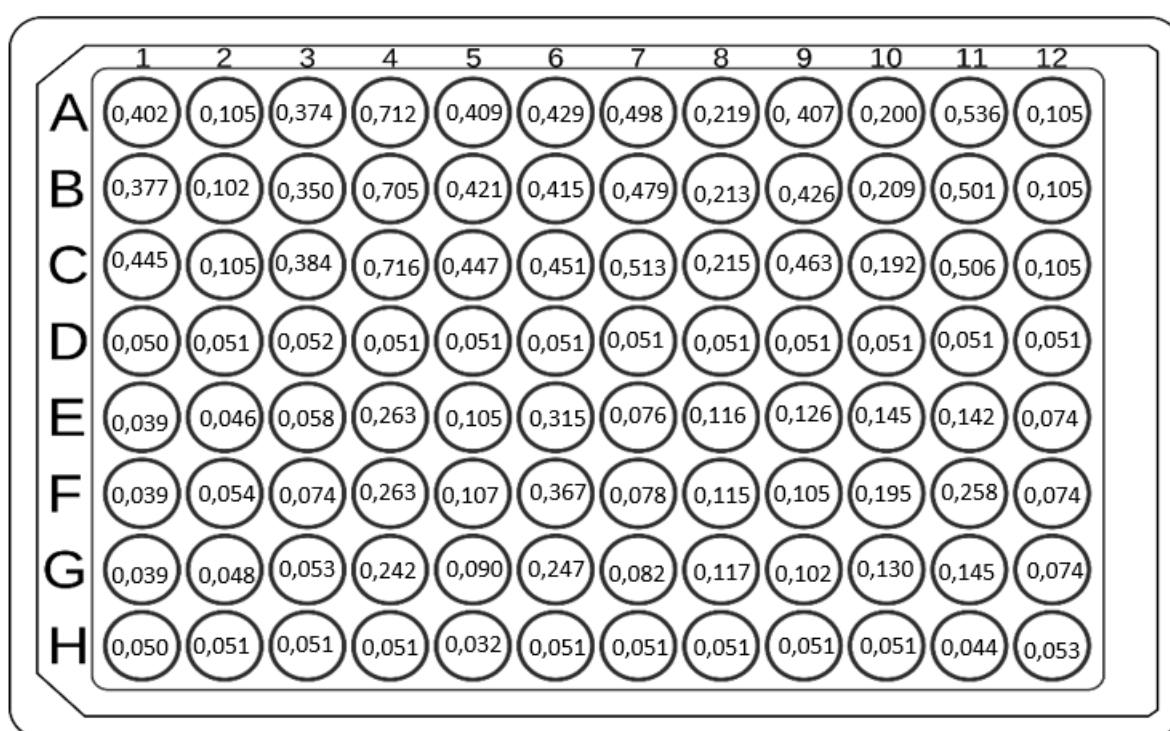 1 2 3 4 5 6 7 8 9 10 11 12
A 0,402 0,105 0,374 0,712 0,409 0,429 0,498 0,219 0, 407 0,200 0,536 0,105
B 0,377 0,102 0,350 0,705 0,421 0,415 0,479 0,213 0,426 0,209 0,501 0,105
C 0,445 0,105 0,384 0,716 0,447 0,451 0,513 0,215 0,463 0,192 0,506 0,105
D 0,050 0,051 0,052 0,051 0,051 0,051 0,051 0,051 0,051 0,051 0,051 0,051
E 0,039 0,046 0,058 0,263 0,105 0,315 0,076 0,116 0,126 0,145 0,142 0,074
F 0,039 0,054 0,074 0,263 0,107 0,367 0,078 0,115 0,105 0,195 0,258 0,074
G 0,039 0,048 0,053 0,242 0,090 0,247 0,082 0,117 0,102 0,130 0,145 0,074
H 0,050 0,051 0,051 0,051 0,032 0,051 0,051 0,051 0,051 0,051 0,044 0,053